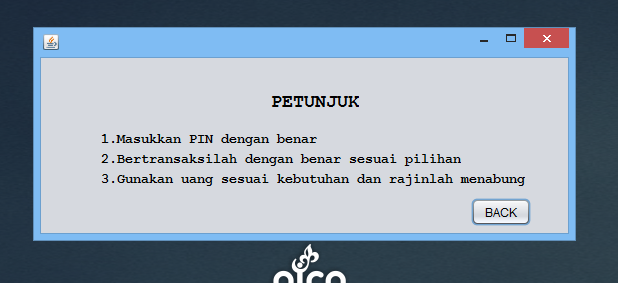 PETUNJUK
1.Masukkan PIN dengan benar
2.Bertransaksilah dengan benar sesuai pilihan
3.Gunakan uang sesuai kebutuhan dan rajinlah menabung
BACK